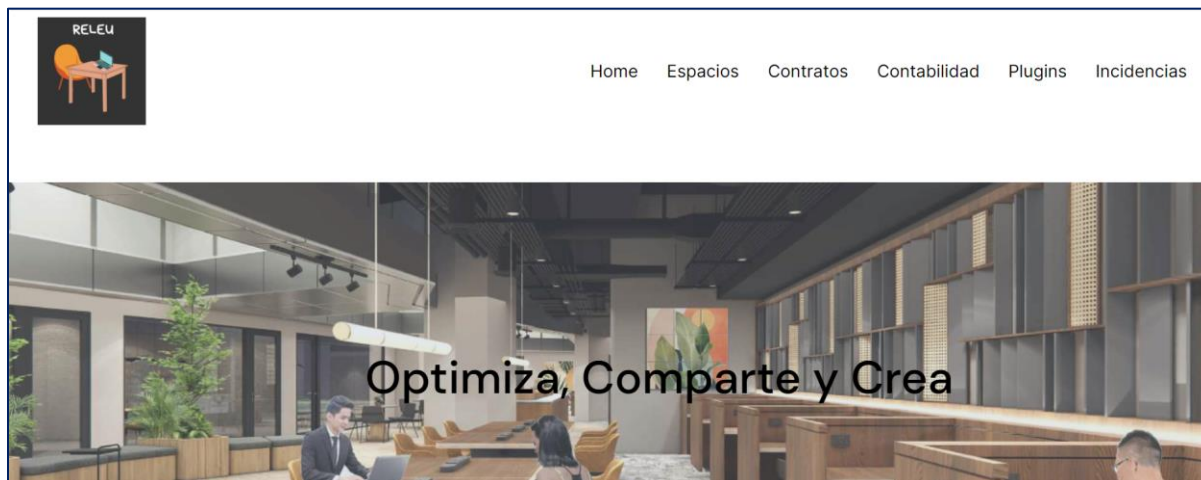 RELEU
Home Espacios Contratos Contabilidad Plugins Incidencias
Optimiza, Comparte y Crea